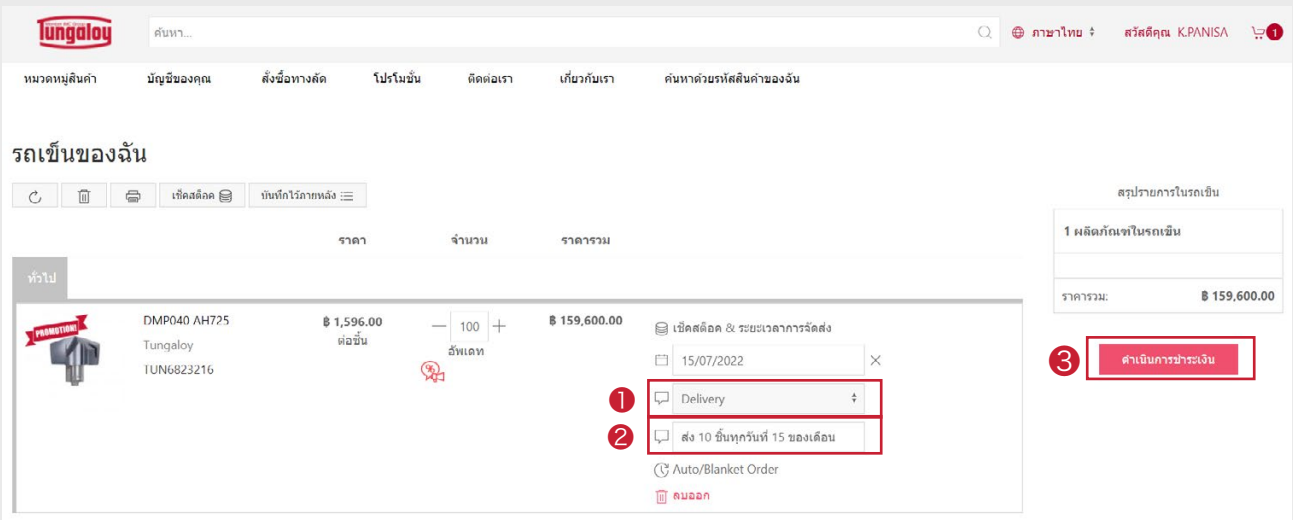 Tungaloy
ค้นหา...
ภาษาไทย
สวัสดีคุณ K.PANISA
1
หมวดหมู่สินค้า บัญชีของคุณ สั่งซื้อทางลัด โปรโมชั่น ติดต่อเรา เกี่ยวกับเรา ค้นหาด้วยรหัสสินค้าของฉัน
รถเข็นของฉัน
เช็คสต็อค บันทึกไว้ภายหลัง
สรุปรายการในรถเข็น
ราคา จำนวน ราคารวม
1 ผลิตภัณฑ์ในรถเข็น
ราคารวม: ฿ 159,600.00
3 ดำเนินการชำระเงิน
ทั่วไป
PROMOTION!
DMP040 AH725
Tungaloy
TUN6823216
฿ 1,596.00
ต่อชิ้น
100
อัพเดท
%
฿ 159,600.00
เช็คสต็อค & ระยะเวลาการจัดส่ง
15/07/2022
1 Delivery
2 ส่ง 10 ชิ้นทุกวันที่ 15 ของเดือน
Auto/Blanket Order
ลบออก